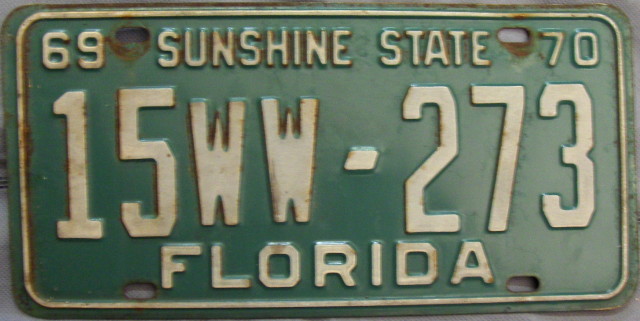 69 SUNSHINE STATE 70
15WW-273
FLORIDA